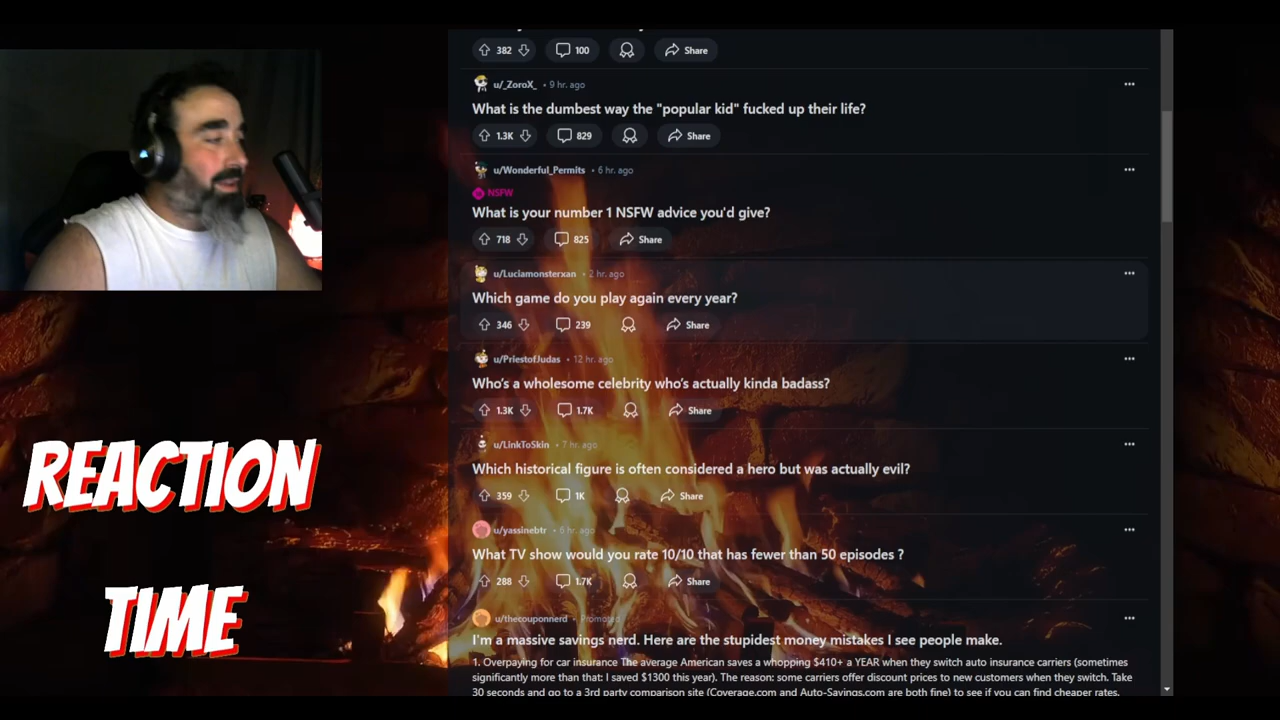 382 100 Share
u/_ZoroX_ • 9 hr. ago
What is the dumbest way the "popular kid" fucked up their life?
1.3K 829 Share
u/Wonderful_Permits • 6 hr. ago
NSFW
What is your number 1 NSFW advice you'd give?
718 825 Share
u/Luciamonsterxan • 2 hr. ago
Which game do you play again every year?
346 239 Share
u/PriestofJudas • 12 hr. ago
Who's a wholesome celebrity who's actually kinda badass?
1.3K 1.7K Share
u/LinkToSkin • 7 hr. ago
Which historical figure is often considered a hero but was actually evil?
359 1K Share
u/yassinebtr • 6 hr. ago
What TV show would you rate 10/10 that has fewer than 50 episodes ?
288 1.7K Share
u/thecouponnerd • Promoted
I'm a massive savings nerd. Here are the stupidest money mistakes I see people make.
1. Overpaying for car insurance The average American saves a whopping $410+ a YEAR when they switch auto insurance carriers (sometimes
significantly more than that: I saved $1300 this year). The reason: some carriers offer discount prices to new customers when they switch. Take
30 seconds and go to a 3rd party comparison site (Coverage.com and Auto-Savings.com are both fine) to see if you can find cheaper rates.
REACTION
TIME